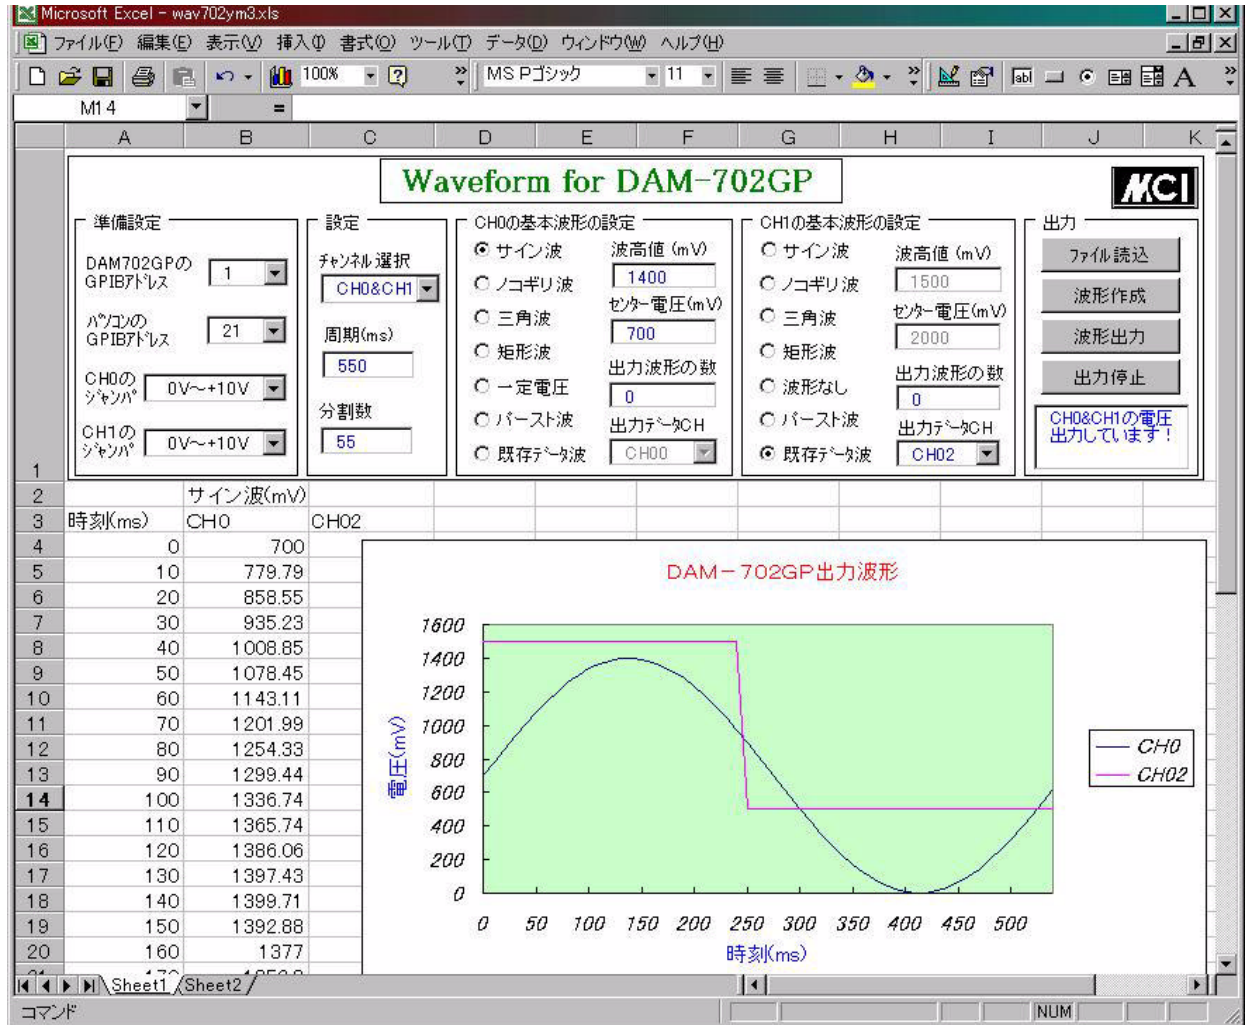 Microsoft Excel - wav702ym3.xls
ファイル(F) 編集(E) 表示(V) 挿入(I) 書式(O) ツール(T) データ(D) ウィンドウ(W) ヘルプ(H)
100% MS Pゴシック 11
M14 =
A B C D E F G H I J K
Waveform for DAM-702GP
MCI
準備設定
DAM702GPの
GPIBアドレス
1
パソコンの
GPIBアドレス
21
CH0の
ジャンパ
0V～+10V
CH1の
ジャンパ
0V～+10V
設定
チャンネル選択
CH0&CH1
周期(ms)
550
分割数
55
CH0の基本波形の設定
サイン波
ノコギリ波
三角波
矩形波
一定電圧
バースト波
既存データ波
波高値 (mV)
1400
センター電圧(mV)
700
出力波形の数
0
出力データCH
CH00
CH1の基本波形の設定
サイン波
ノコギリ波
三角波
矩形波
波形なし
バースト波
既存データ波
波高値 (mV)
1500
センター電圧(mV)
2000
出力波形の数
0
出力データCH
CH02
出力
ファイル読込
波形作成
波形出力
出力停止
CH0&CH1の電圧
出力しています！
1
2 サイン波(mV)
3 時刻(ms) CH0 CH02
4 0 700
5 10 779.79
6 20 858.55
7 30 935.23
8 40 1008.85
9 50 1078.45
10 60 1143.11
11 70 1201.99
12 80 1254.33
13 90 1299.44
14 100 1336.74
15 110 1365.74
16 120 1386.06
17 130 1397.43
18 140 1399.71
19 150 1392.88
20 160 1377
DAM－702GP出力波形
1600
1400
1200
1000
800
600
400
200
0
電圧(mV)
0 50 100 150 200 250 300 350 400 450 500
時刻(ms)
CH0
CH02
Sheet1 Sheet2
コマンド NUM